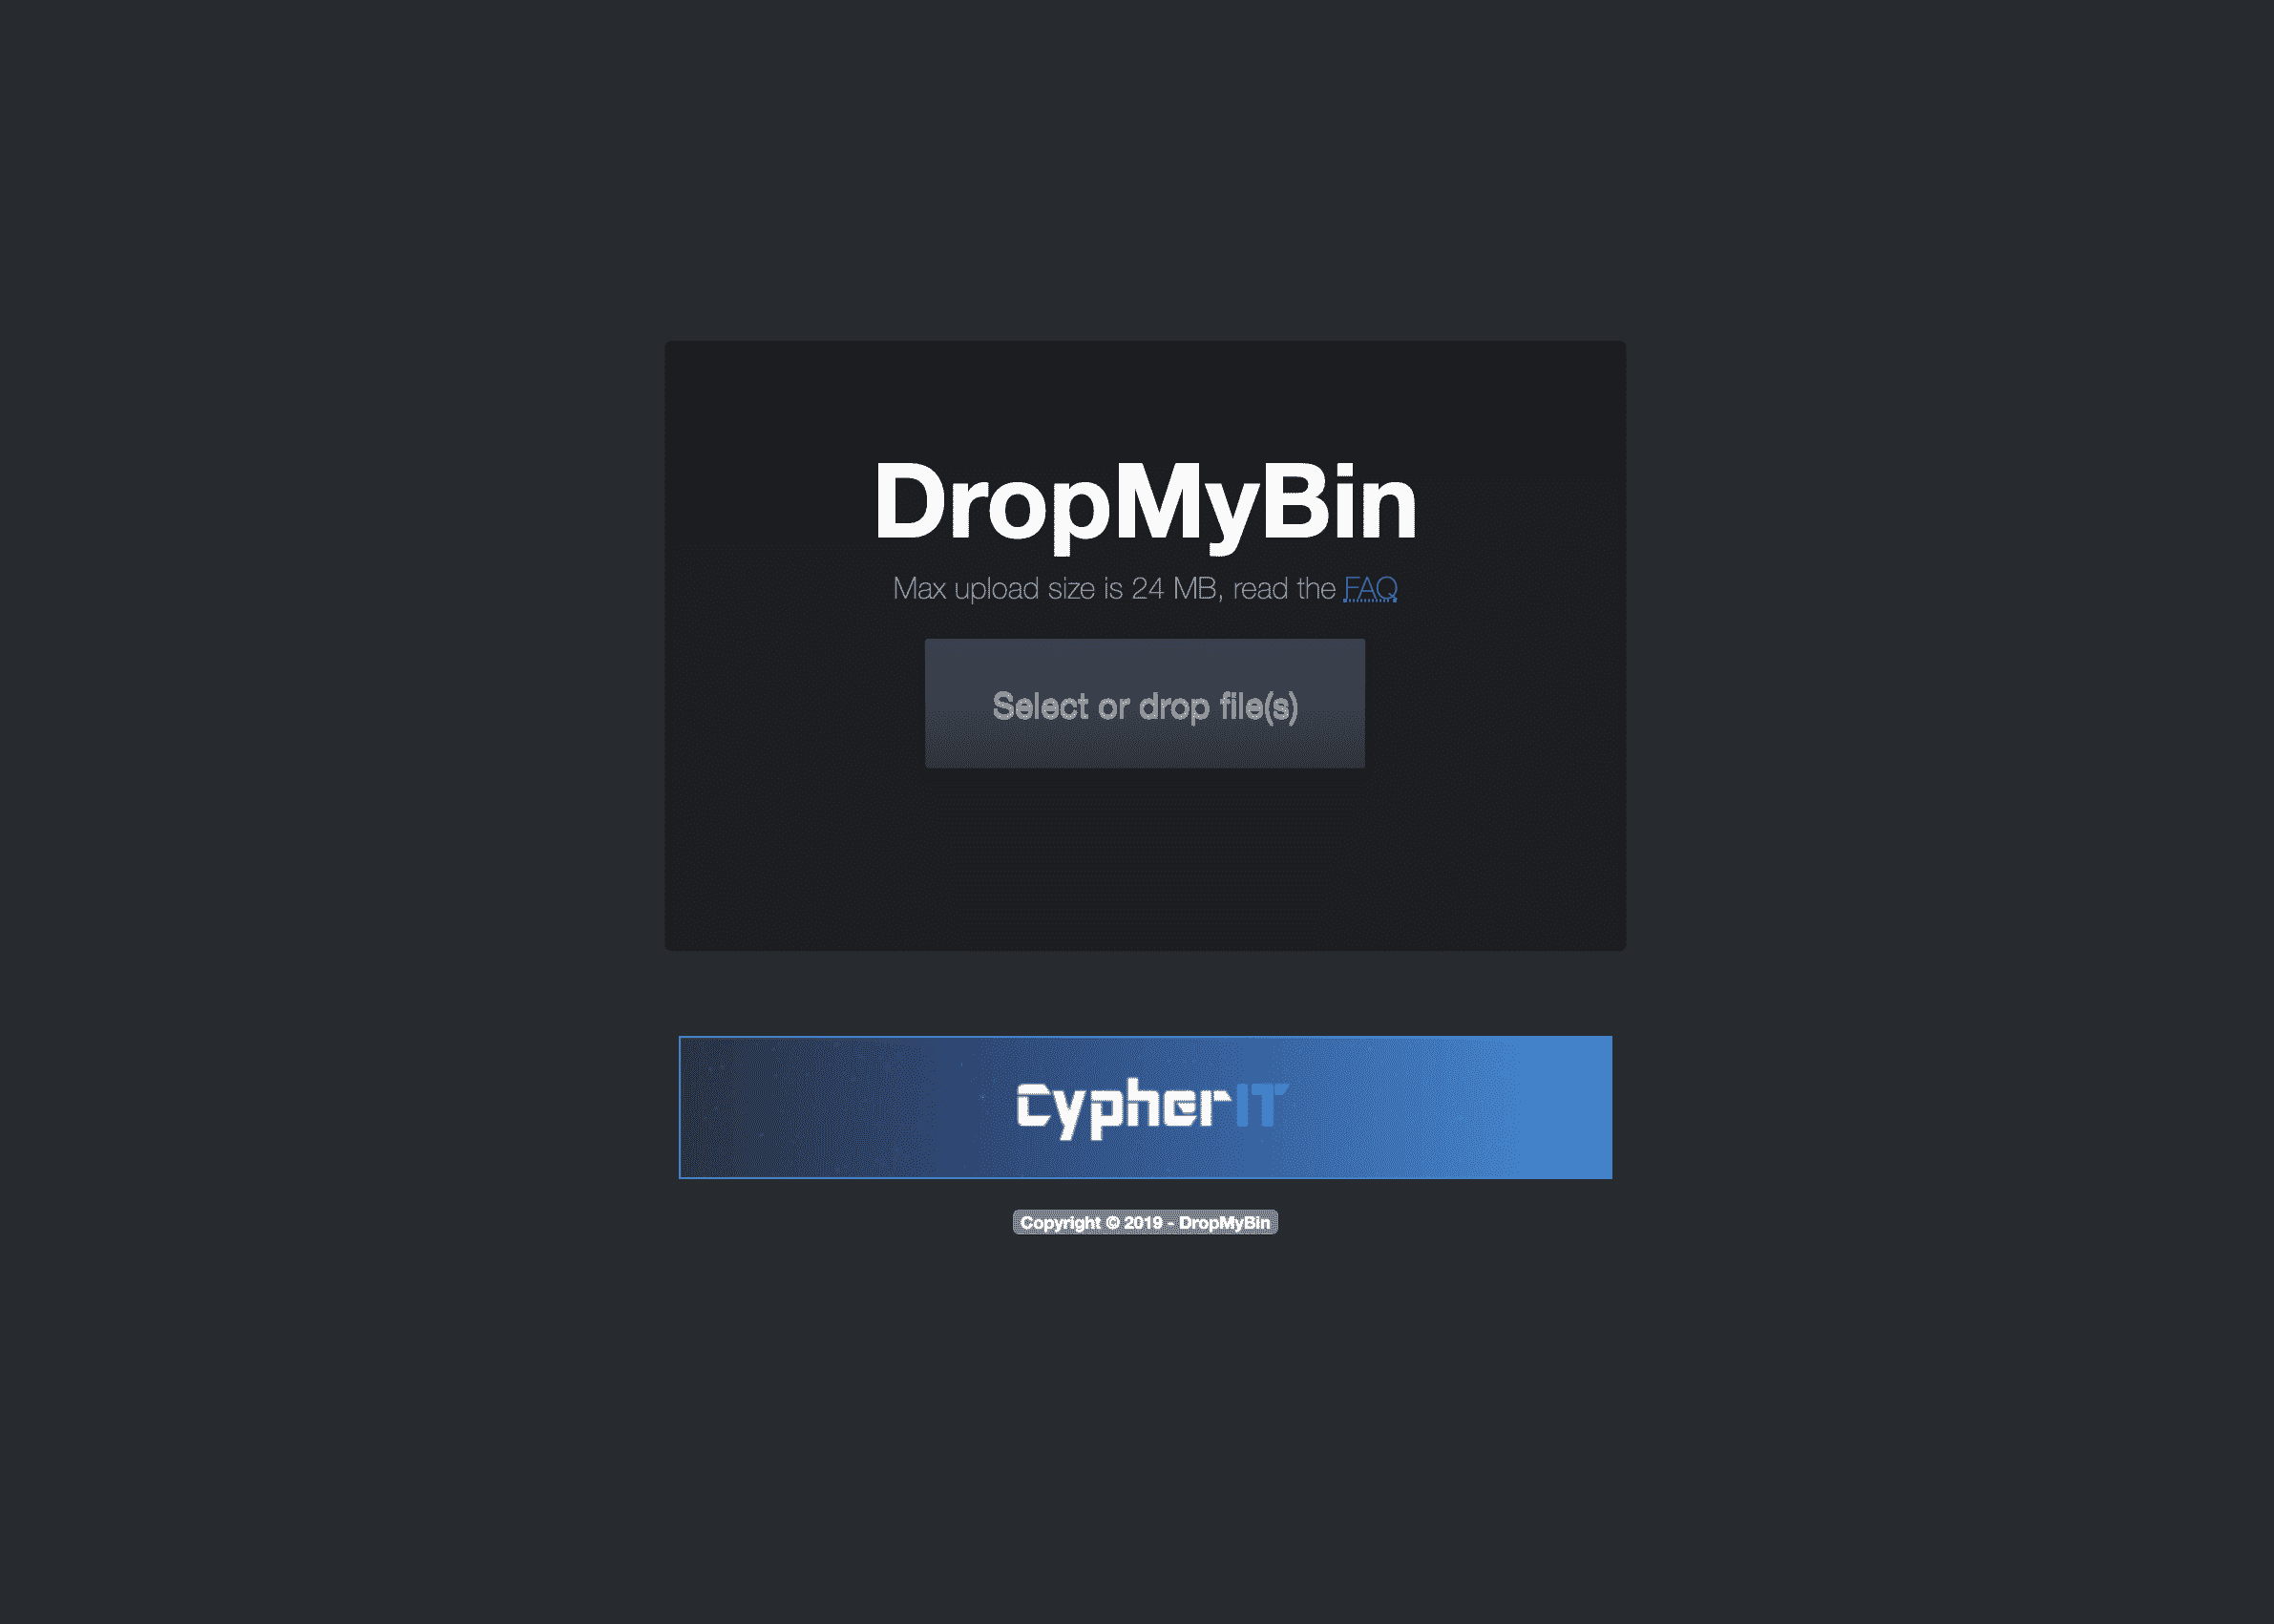 DropMyBin
Max upload size is 24 MB, read the FAQ
Select or drop file(s)
CypherIT
Copyright © 2019 - DropMyBin